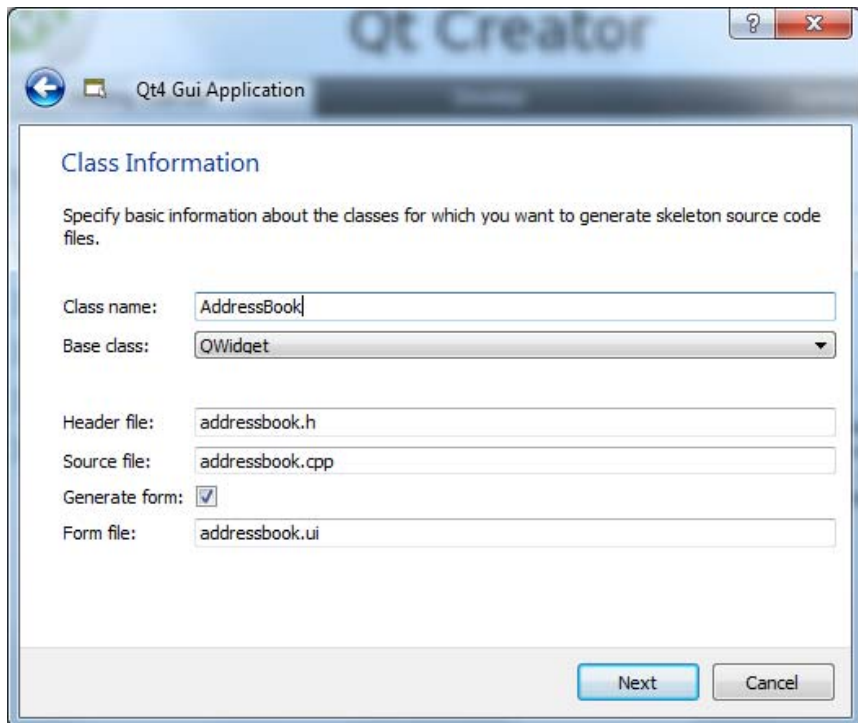 Qt Creator
?
X
Qt4 Gui Application
Class Information
Specify basic information about the classes for which you want to generate skeleton source code
files.
Class name: AddressBook
Base class: QWidget
Header file: addressbook.h
Source file: addressbook.cpp
Generate form:
Form file: addressbook.ui
Next Cancel